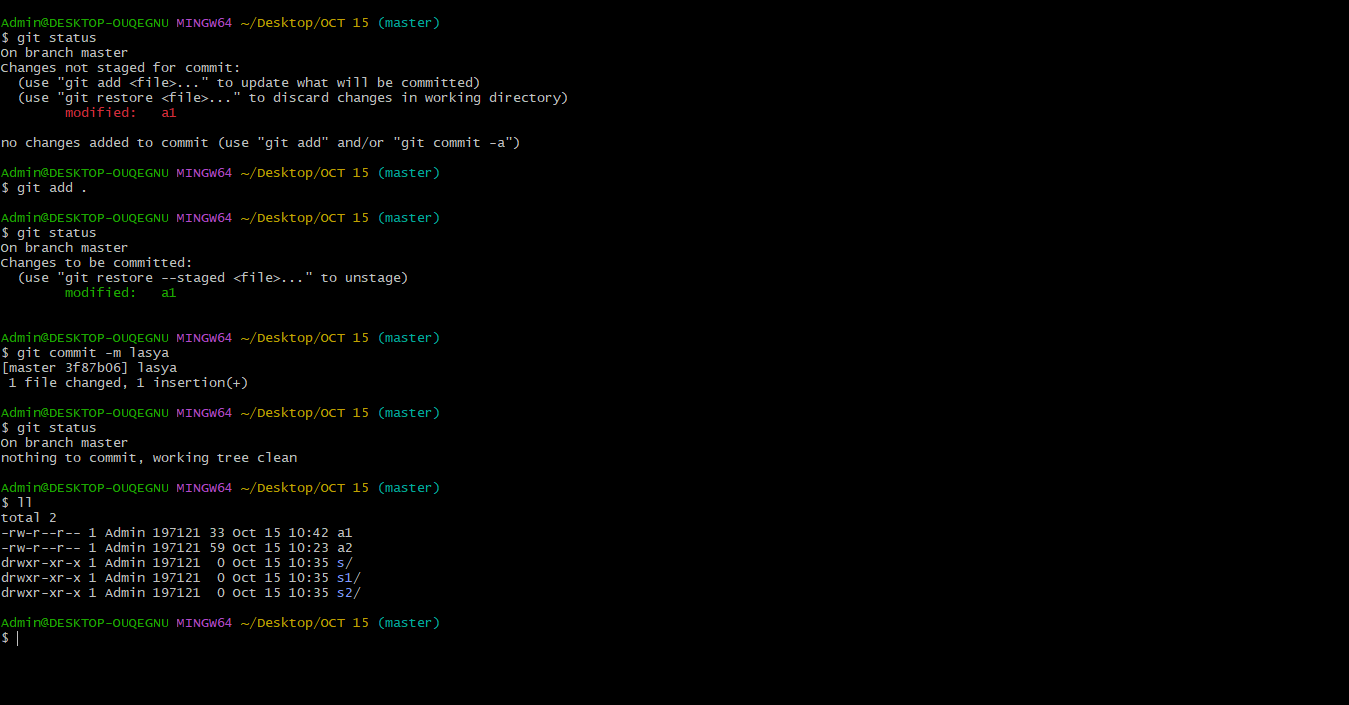 Admin@DESKTOP-OUQEGNU MINGW64 ~/Desktop/OCT 15 (master)
$ git status
On branch master
Changes not staged for commit:
  (use "git add <file>..." to update what will be committed)
  (use "git restore <file>..." to discard changes in working directory)
        modified:   a1

no changes added to commit (use "git add" and/or "git commit -a")

Admin@DESKTOP-OUQEGNU MINGW64 ~/Desktop/OCT 15 (master)
$ git add .

Admin@DESKTOP-OUQEGNU MINGW64 ~/Desktop/OCT 15 (master)
$ git status
On branch master
Changes to be committed:
  (use "git restore --staged <file>..." to unstage)
        modified:   a1


Admin@DESKTOP-OUQEGNU MINGW64 ~/Desktop/OCT 15 (master)
$ git commit -m lasya
[master 3f87b06] lasya
 1 file changed, 1 insertion(+)

Admin@DESKTOP-OUQEGNU MINGW64 ~/Desktop/OCT 15 (master)
$ git status
On branch master
nothing to commit, working tree clean

Admin@DESKTOP-OUQEGNU MINGW64 ~/Desktop/OCT 15 (master)
$ ll
total 2
-rw-r--r-- 1 Admin 197121 33 Oct 15 10:42 a1
-rw-r--r-- 1 Admin 197121 59 Oct 15 10:23 a2
drwxr-xr-x 1 Admin 197121  0 Oct 15 10:35 s/
drwxr-xr-x 1 Admin 197121  0 Oct 15 10:35 s1/
drwxr-xr-x 1 Admin 197121  0 Oct 15 10:35 s2/

Admin@DESKTOP-OUQEGNU MINGW64 ~/Desktop/OCT 15 (master)
$